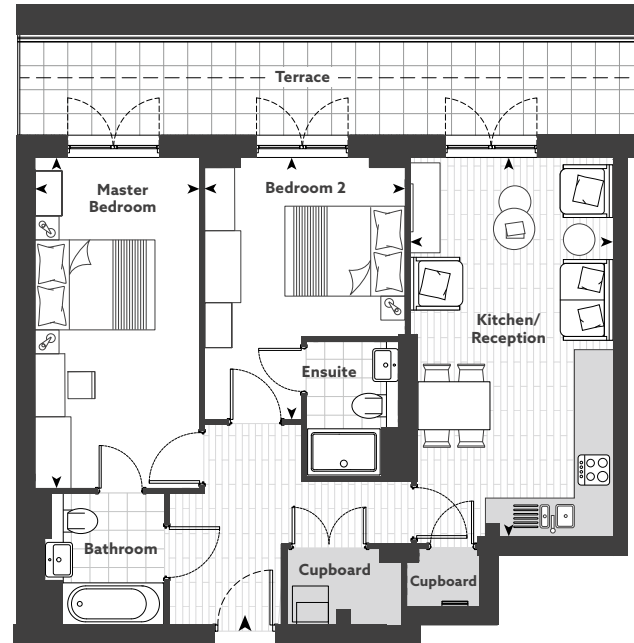 Terrace
Master
Bedroom
Bedroom 2
Kitchen/
Reception
Ensuite
Bathroom
Cupboard
Cupboard